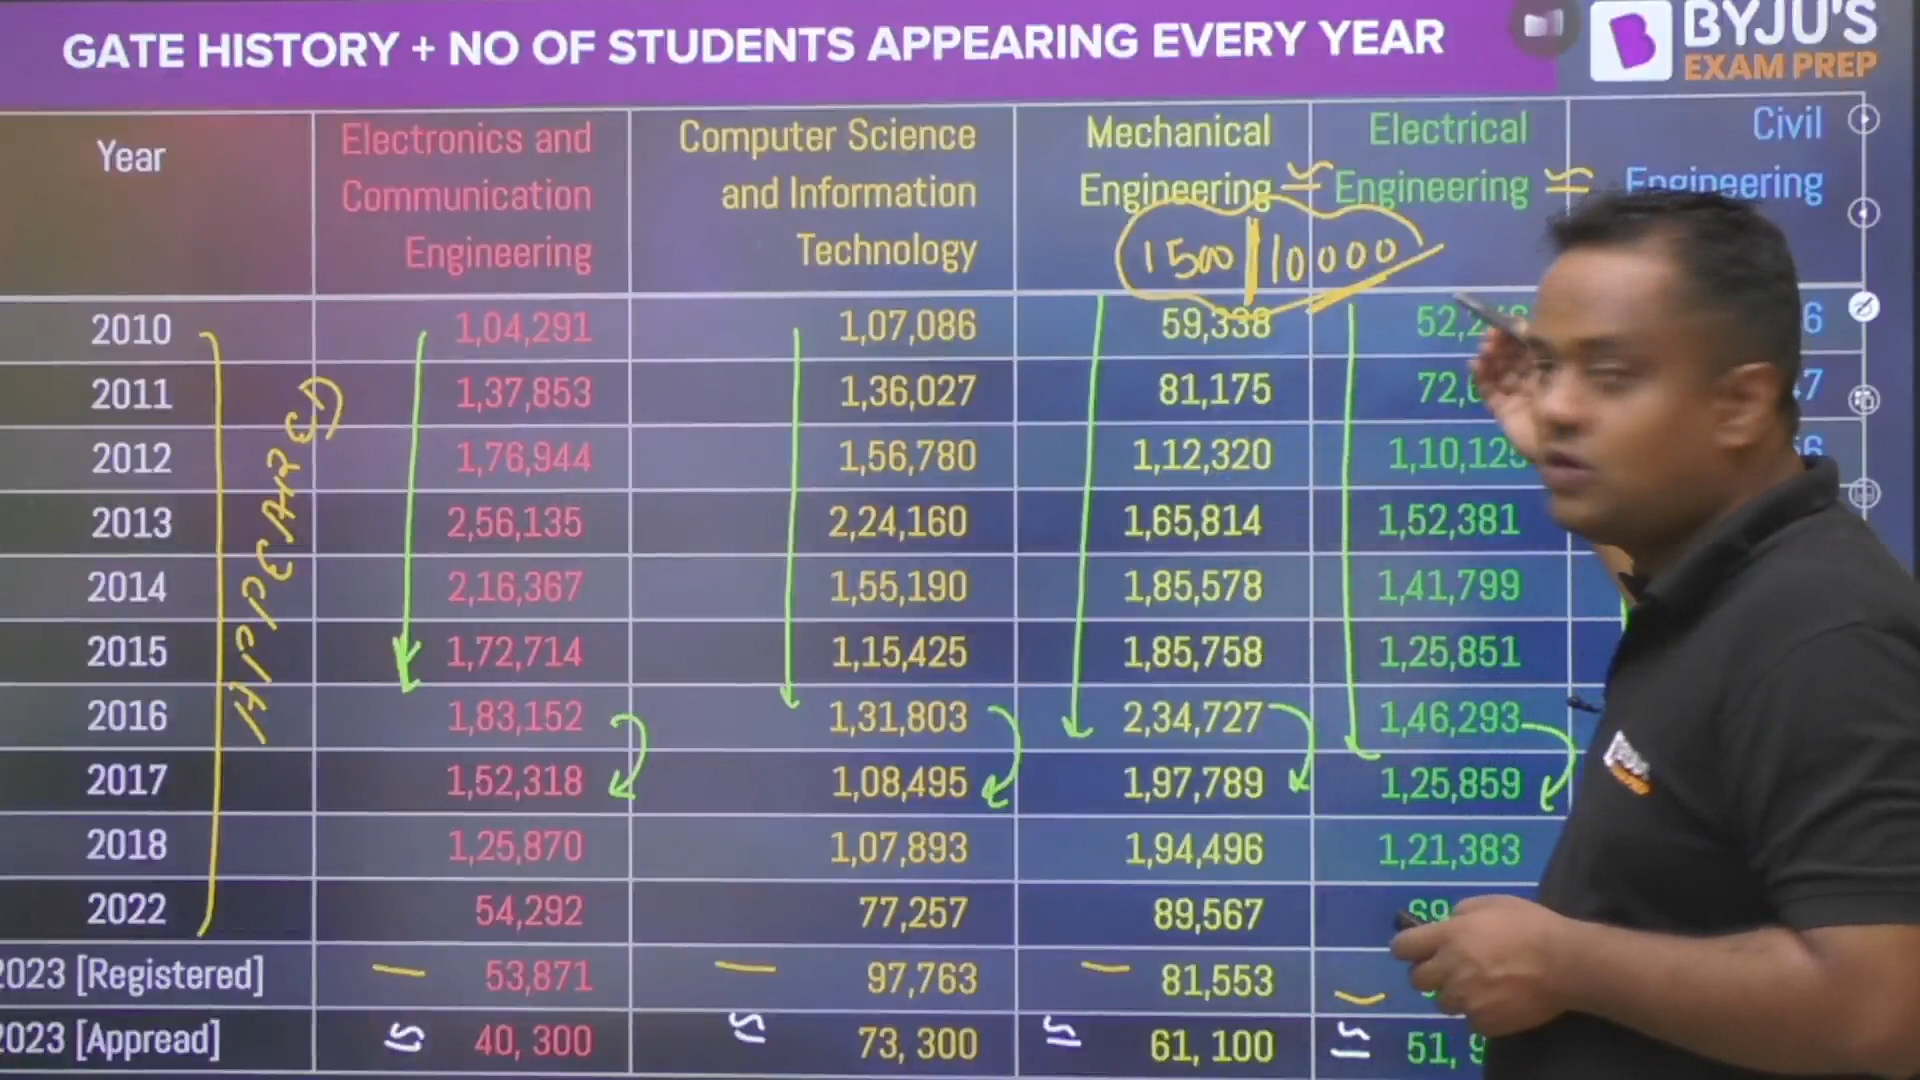 GATE HISTORY + NO OF STUDENTS APPEARING EVERY YEAR
BYJU'S
EXAM PREP
Year Electronics and Communication Engineering Computer Science and Information Technology Mechanical Engineering Electrical Engineering Civil Engineering
1500 | 10000
2010 1,04,291 1,07,086 59,338
2011 1,37,853 1,36,027 81,175
2012 1,76,944 1,56,780 1,12,320
2013 2,56,135 2,24,160 1,65,814 1,52,381
2014 2,16,367 1,55,190 1,85,578 1,41,799
2015 1,72,714 1,15,425 1,85,758 1,25,851
2016 1,83,152 1,31,803 2,34,727 1,46,293
2017 1,52,318 1,08,495 1,97,789 1,25,859
2018 1,25,870 1,07,893 1,94,496 1,21,383
2022 54,292 77,257 89,567
APPEARED
2023 [Registered] 53,871 97,763 81,553
2023 [Appread] 40, 300 73, 300 61, 100